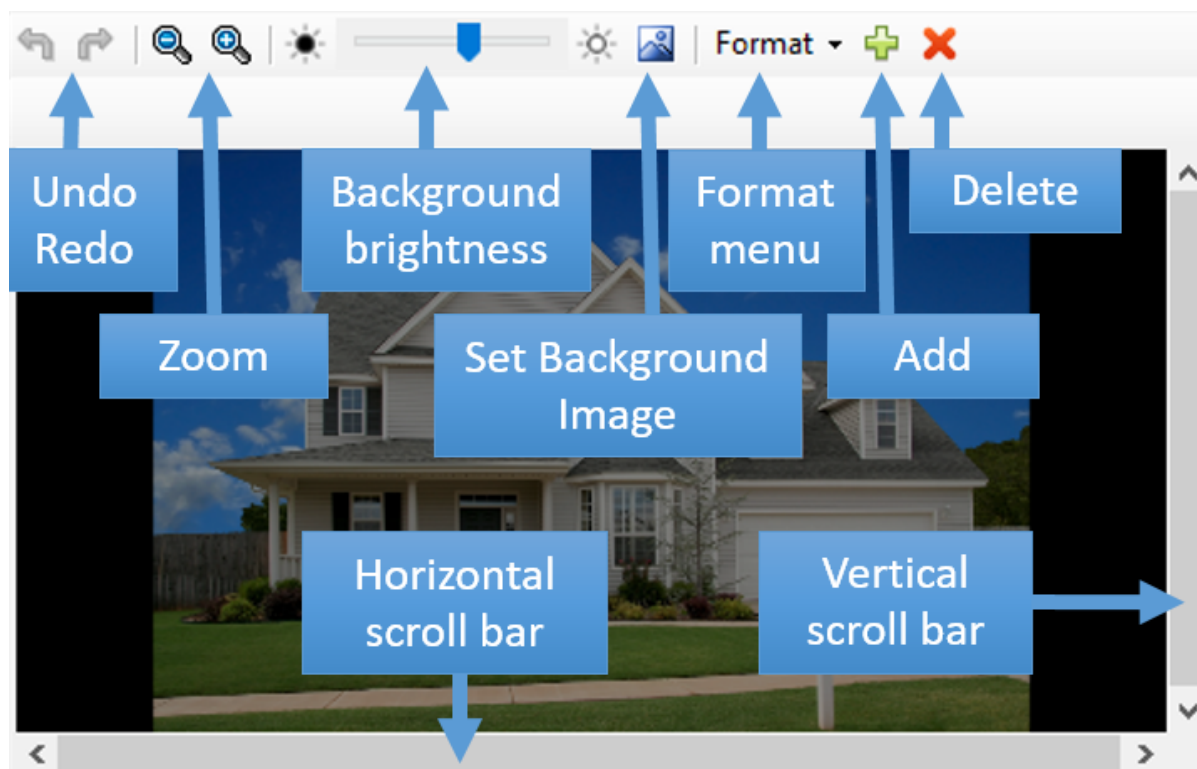 Format
Undo
Redo
Background
brightness
Format
menu
Delete
Zoom
Set Background
Image
Add
Horizontal
scroll bar
Vertical
scroll bar